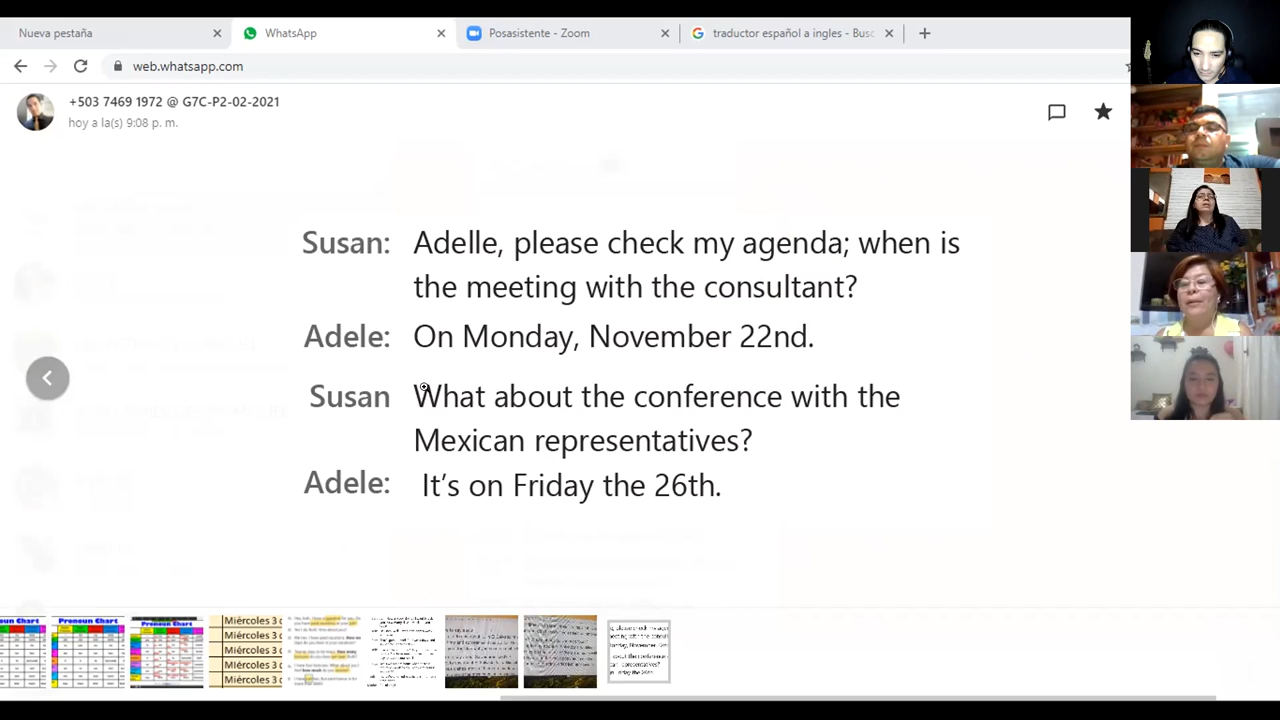 Nueva pestaña
WhatsApp
Posasistente - Zoom
traductor español a ingles - Busc
web.whatsapp.com
+503 7469 1972 @ G7C-P2-02-2021
hoy a la(s) 9:08 p. m.
Susan: Adelle, please check my agenda; when is
the meeting with the consultant?
Adele: On Monday, November 22nd.
Susan What about the conference with the
Mexican representatives?
Adele: It's on Friday the 26th.
Pronoun Chart
Pronoun Chart
Miércoles 3
Miércoles 3
Miércoles 3
Miércoles 3
Miércoles 3